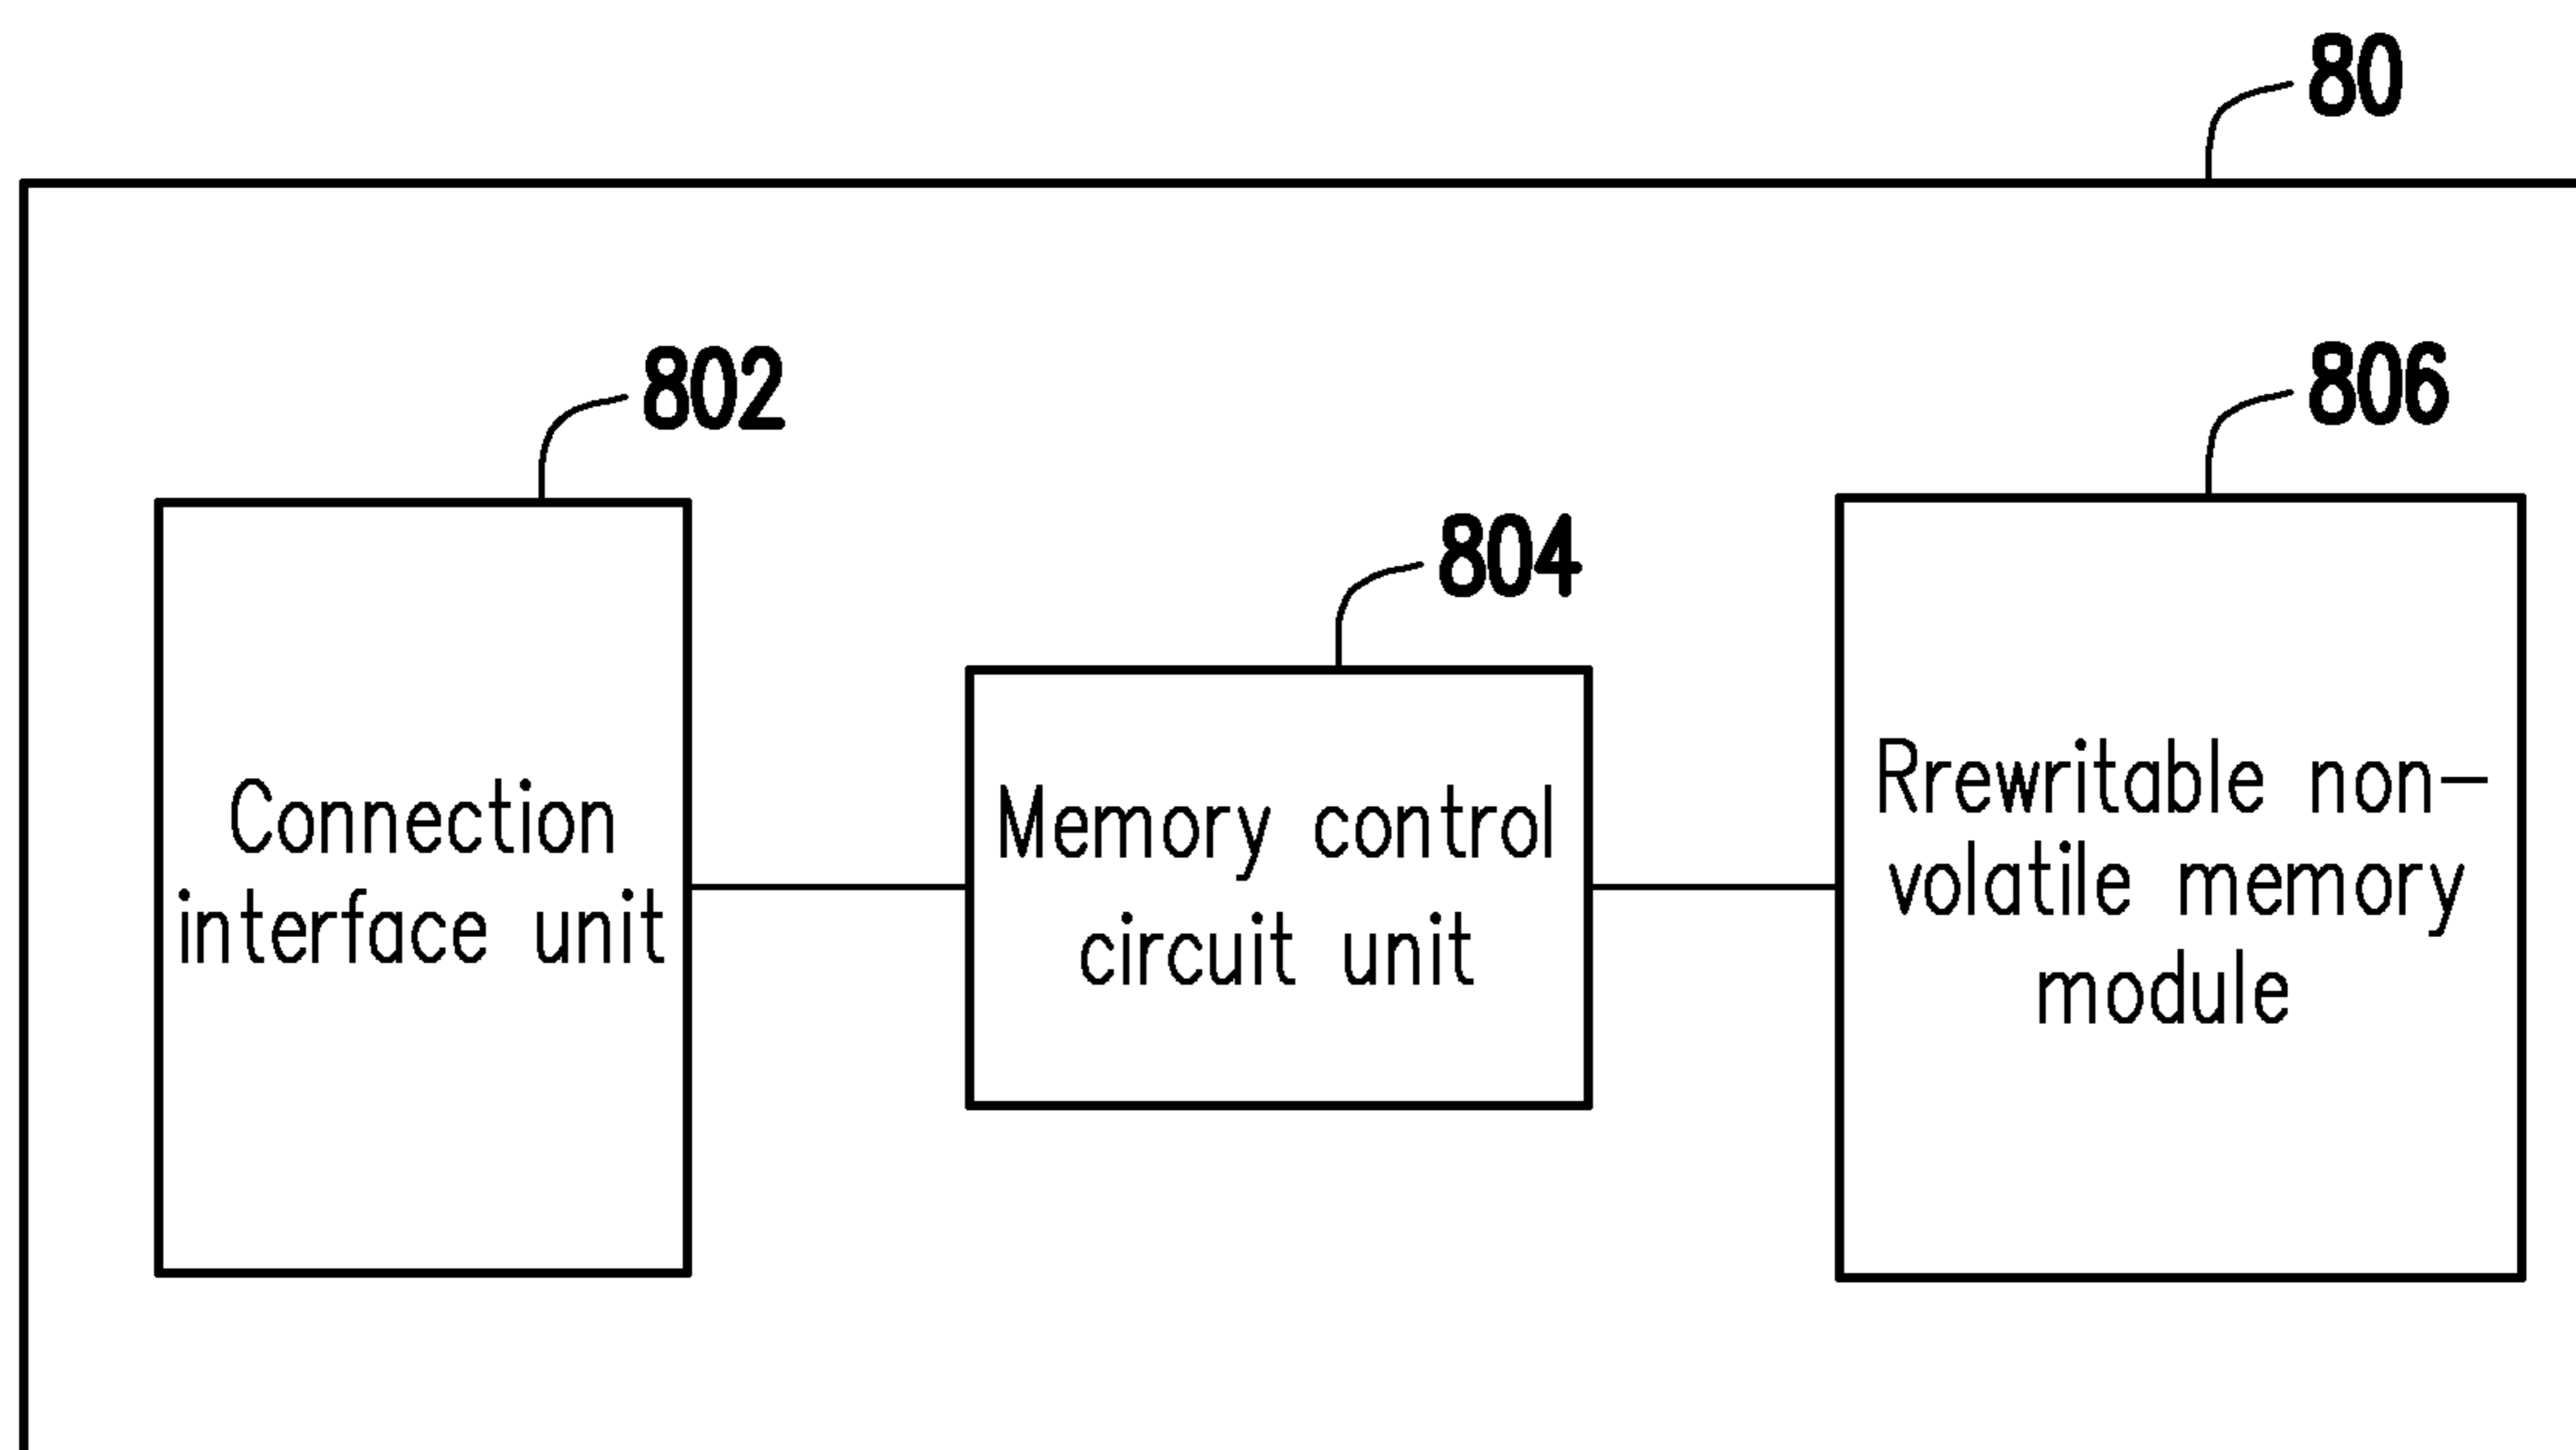 80
802
806
804
Connection
interface unit
Memory control
circuit unit
Rrewritable non-
volatile memory
module